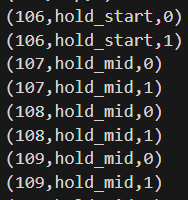 (106,hold_start,0)
(106,hold_start,1)
(107,hold_mid,0)
(107,hold_mid,1)
(108,hold_mid,0)
(108,hold_mid,1)
(109,hold_mid,0)
(109,hold_mid,1)